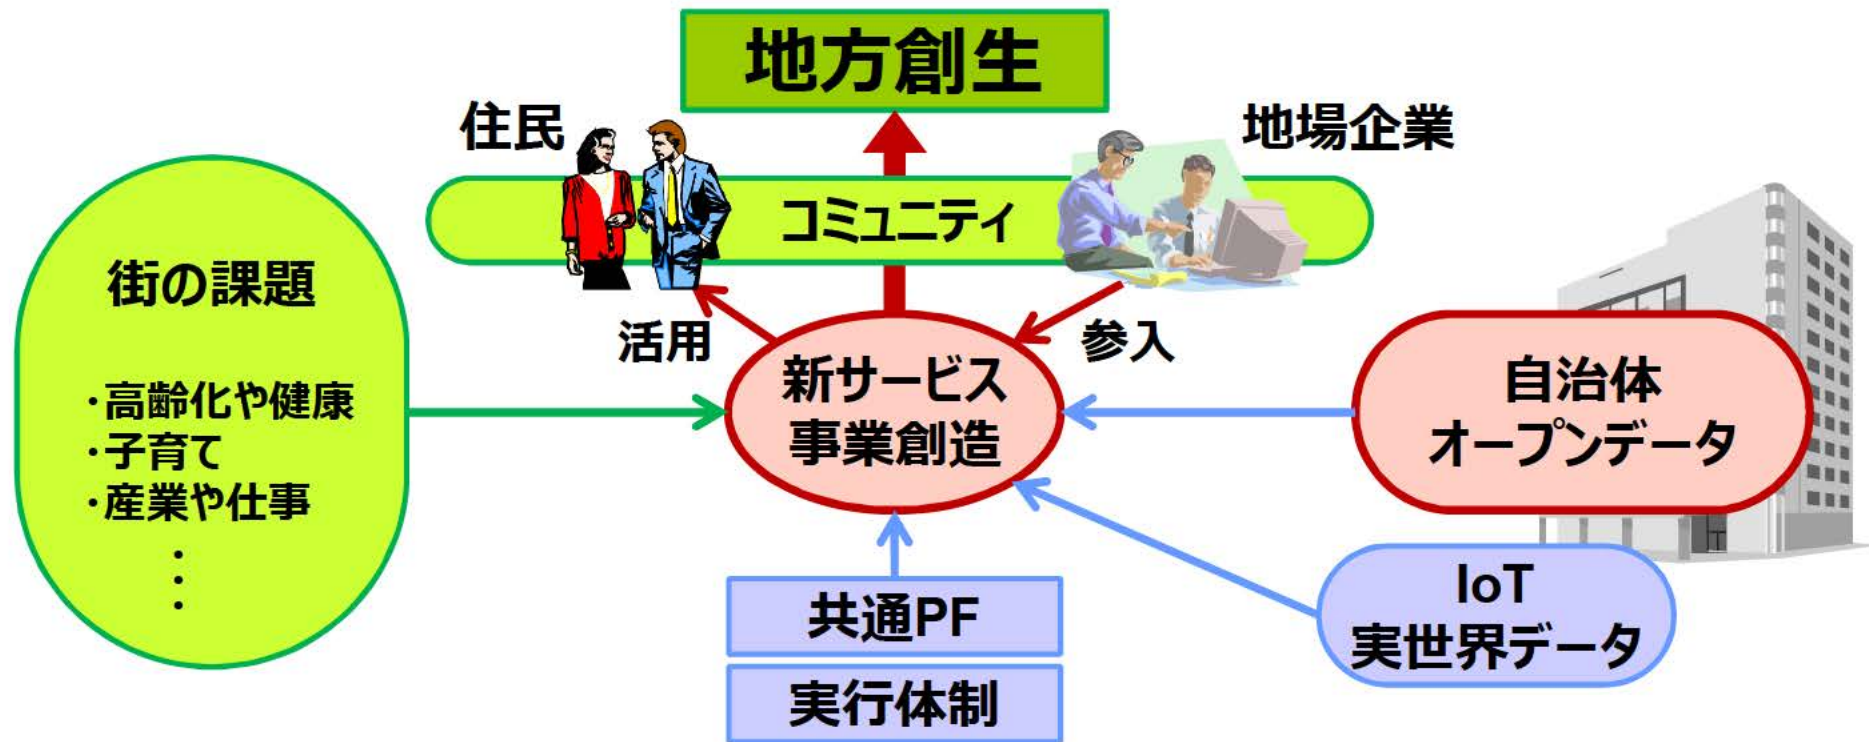 地方創生
住民
地場企業
コミュニティ
街の課題
・高齢化や健康
・子育て
・産業や仕事
・
・
・
活用
参入
新サービス
事業創造
自治体
オープンデータ
IoT
実世界データ
共通PF
実行体制